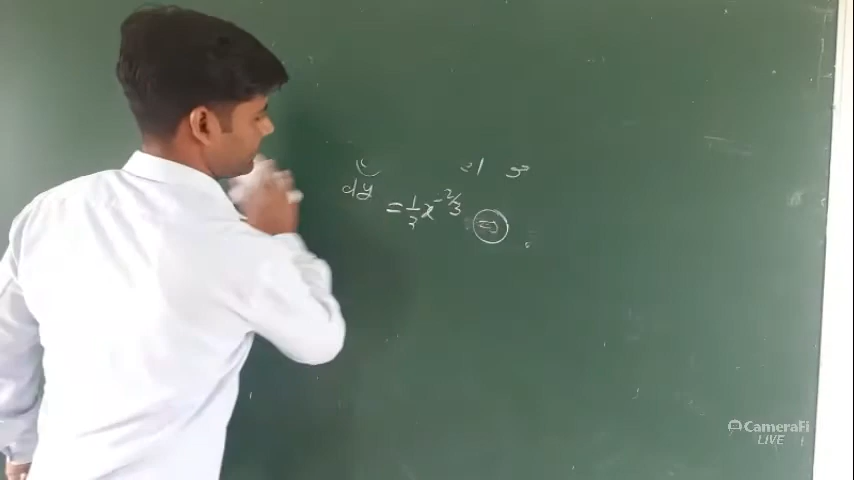 dy = 1/3 x^-2/3 ⇒
CameraFi
LIVE